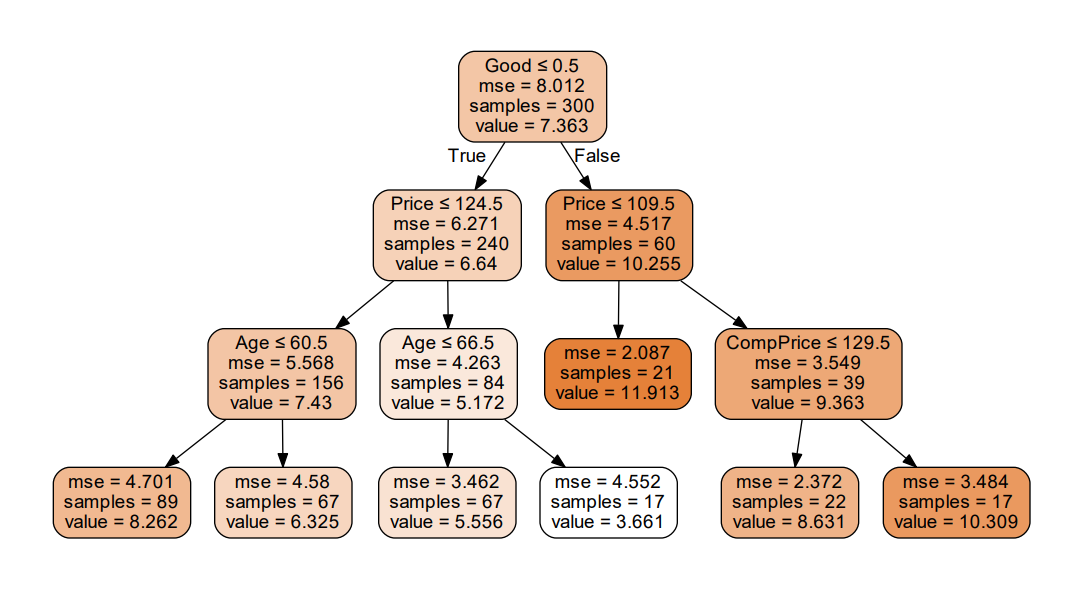 Good ≤ 0.5
mse = 8.012
samples = 300
value = 7.363
True
False
Price ≤ 124.5
mse = 6.271
samples = 240
value = 6.64
Price ≤ 109.5
mse = 4.517
samples = 60
value = 10.255
Age ≤ 60.5
mse = 5.568
samples = 156
value = 7.43
Age ≤ 66.5
mse = 4.263
samples = 84
value = 5.172
mse = 2.087
samples = 21
value = 11.913
CompPrice ≤ 129.5
mse = 3.549
samples = 39
value = 9.363
mse = 4.701
samples = 89
value = 8.262
mse = 4.58
samples = 67
value = 6.325
mse = 3.462
samples = 67
value = 5.556
mse = 4.552
samples = 17
value = 3.661
mse = 2.372
samples = 22
value = 8.631
mse = 3.484
samples = 17
value = 10.309